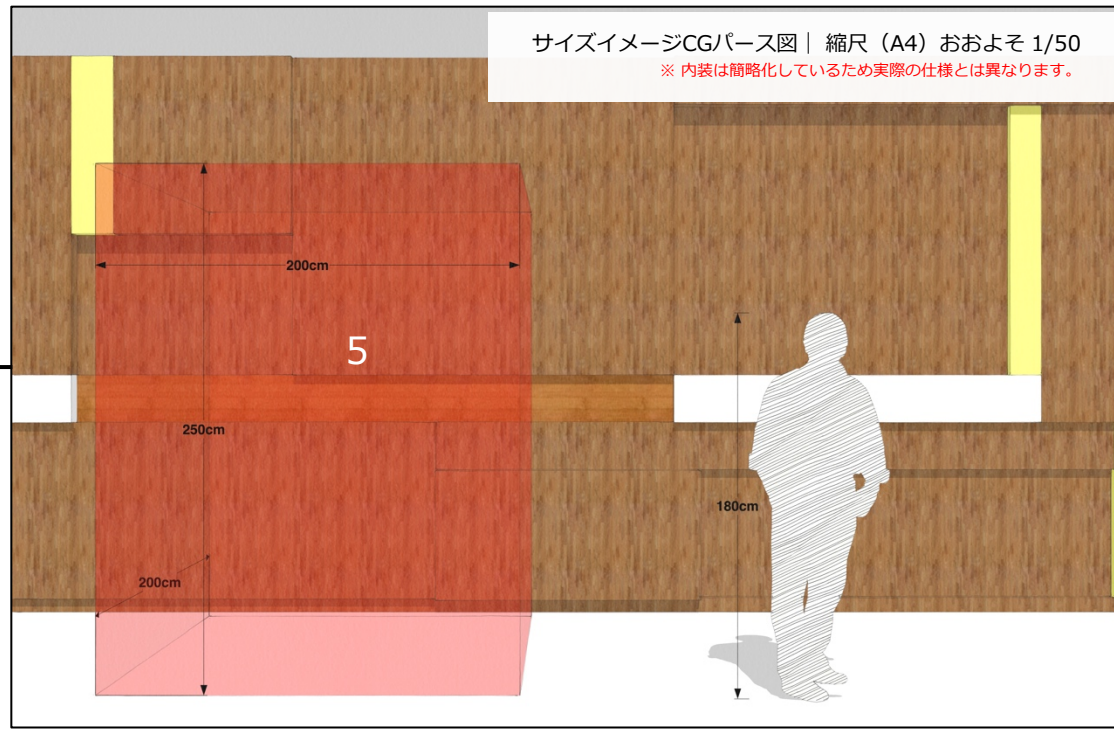 サイズイメージCGパース図｜ 縮尺（A4）おおよそ 1/50
※ 内装は簡略化しているため実際の仕様とは異なります。
200cm
5
250cm
180cm
200cm